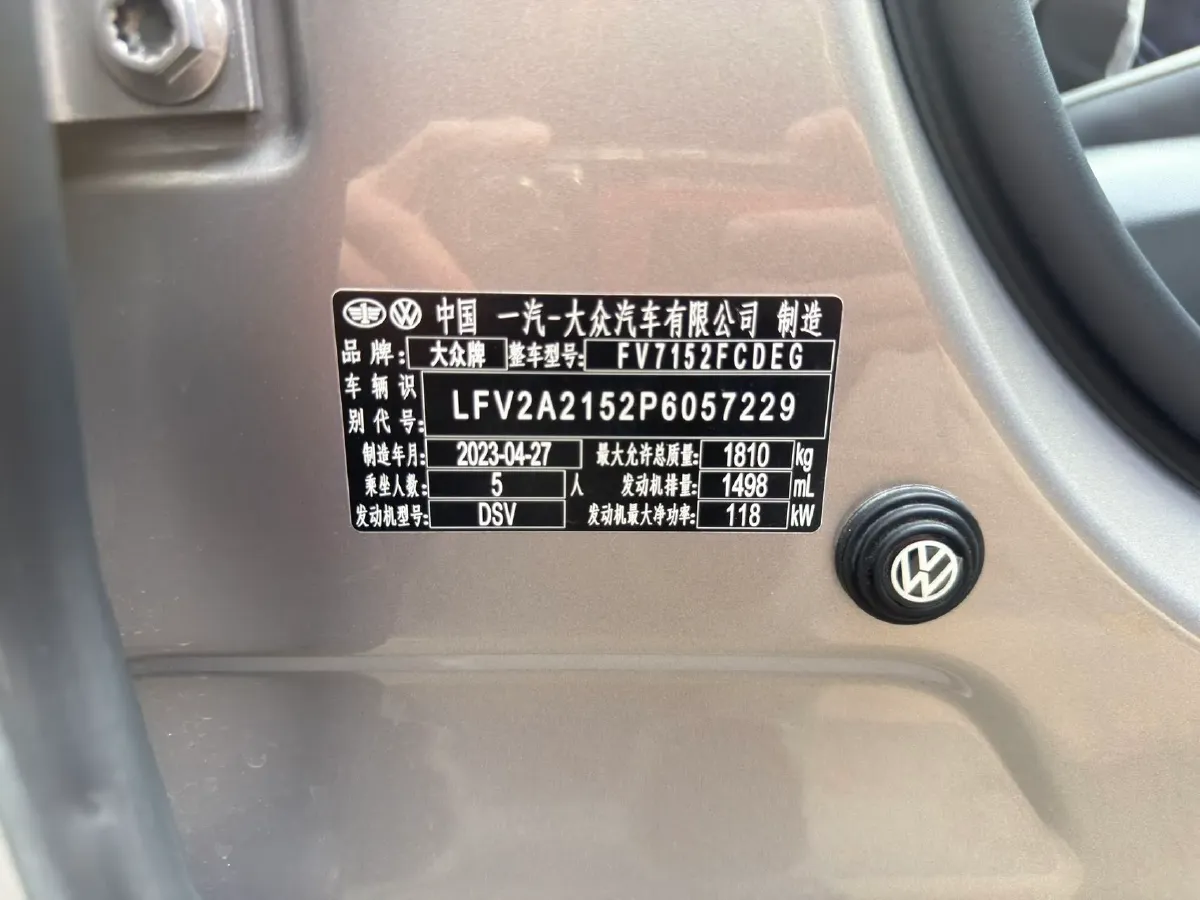 中国 一汽-大众汽车有限公司 制造
品牌: 大众牌 整车型号: FV7152FCDEG
车辆识别代号: LFV2A2152P6057229
制造年月: 2023-04-27 最大允许总质量: 1810 kg
乘坐人数: 5 人 发动机排量: 1498 mL
发动机型号: DSV 发动机最大净功率: 118 kW